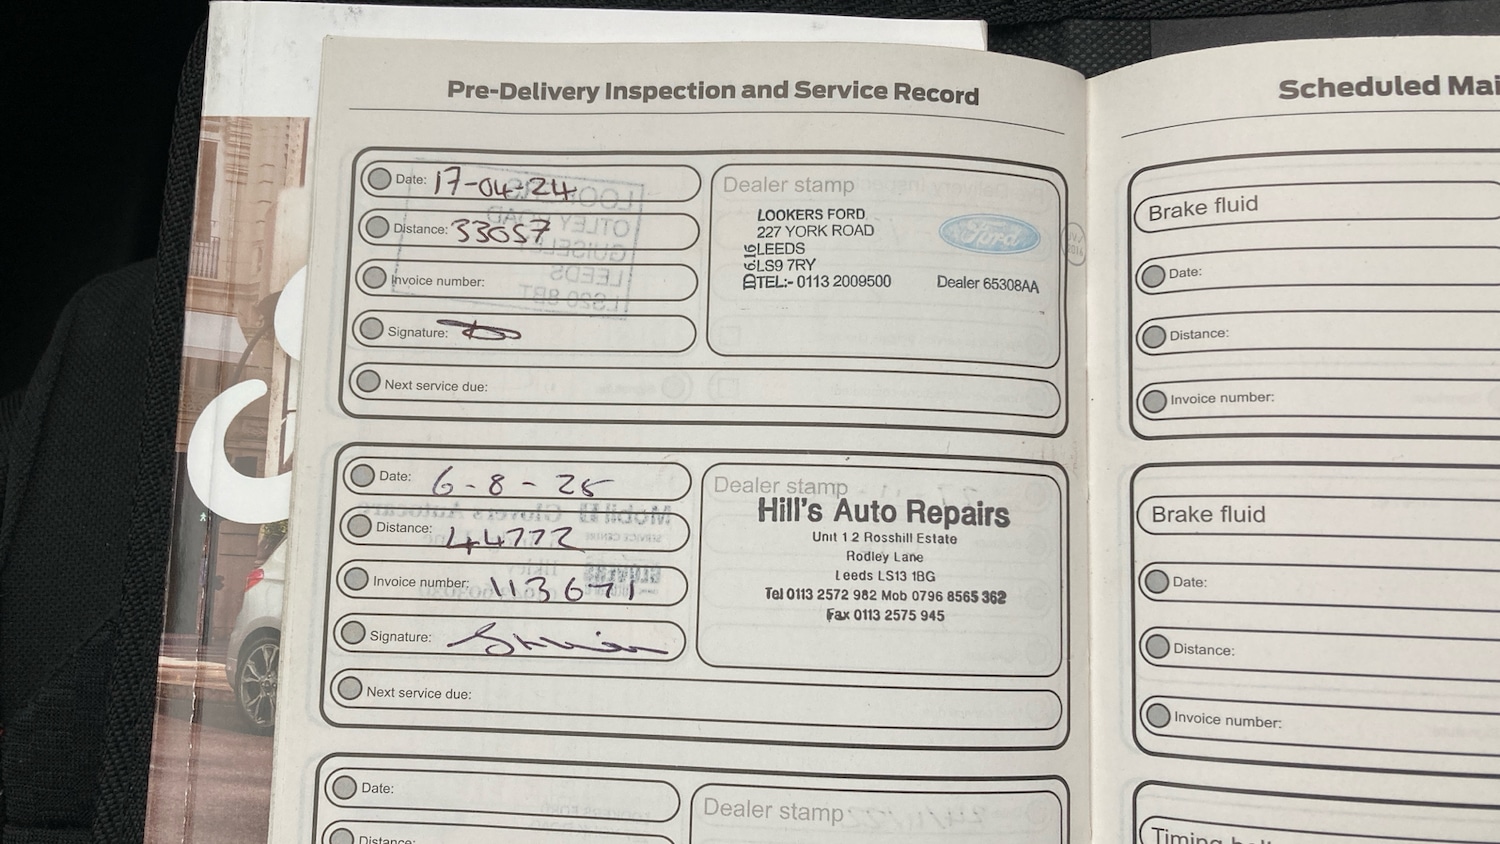 Pre-Delivery Inspection and Service Record
Date: 17-04-24
Distance: 33057
Invoice number:
Signature:
Next service due:
Dealer stamp
LOOKERS FORD
227 YORK ROAD
LEEDS
LS9 7RY
TEL:- 0113 2009500
Ford
Dealer 65308AA
Date: 6-8-25
Distance: 44772
Invoice number: 113671
Signature:
Next service due:
Dealer stamp
Hill's Auto Repairs
Unit 12 Rosshill Estate
Rodley Lane
Leeds LS13 1BG
Tel 0113 2572 982 Mob 0796 8565 362
Fax 0113 2575 945
Date:
Distance:
Dealer stamp
Scheduled Mai
Brake fluid
Date:
Distance:
Invoice number:
Brake fluid
Date:
Distance:
Invoice number:
Timing